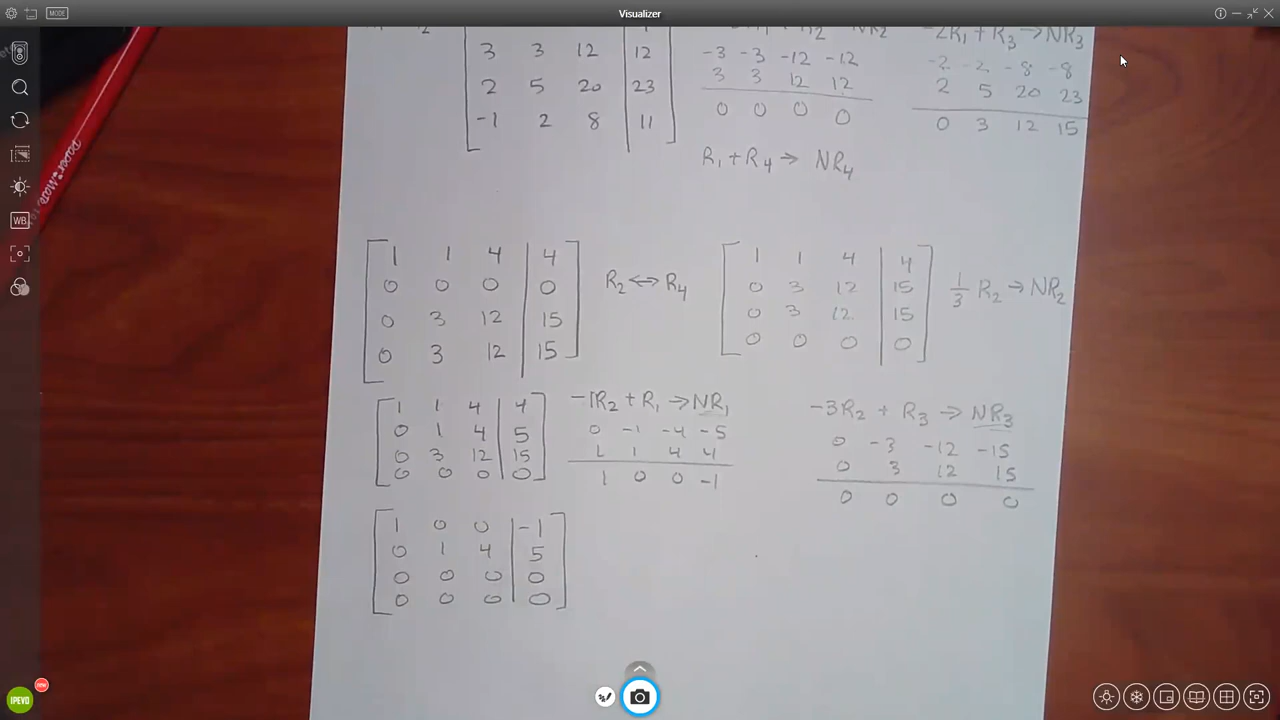 MODE
Visualizer
3 3 12 | 12
2 5 20 | 23
-1 2 8 | 11
-3 -3 -12 -12
3 3 12 12
0 0 0 0
R₁ + R₄ → NR₄
-2R₁ + R₃ → NR₃
-2 -2 -8 -8
2 5 20 23
0 3 12 15
1 1 4 | 4
0 0 0 | 0
0 3 12 | 15
0 3 12 | 15
R₂ ↔ R₄
1 1 4 | 4
0 3 12 | 15
0 3 12 | 15
0 0 0 | 0
1/3 R₂ → NR₂
1 1 4 | 4
0 1 4 | 5
0 3 12 | 15
0 0 0 | 0
-1R₂ + R₁ → NR₁
0 -1 -4 -5
1 1 4 4
1 0 0 -1
-3R₂ + R₃ → NR₃
0 -3 -12 -15
0 3 12 15
0 0 0 0
1 0 0 | -1
0 1 4 | 5
0 0 0 | 0
0 0 0 | 0
WB
IPEVO